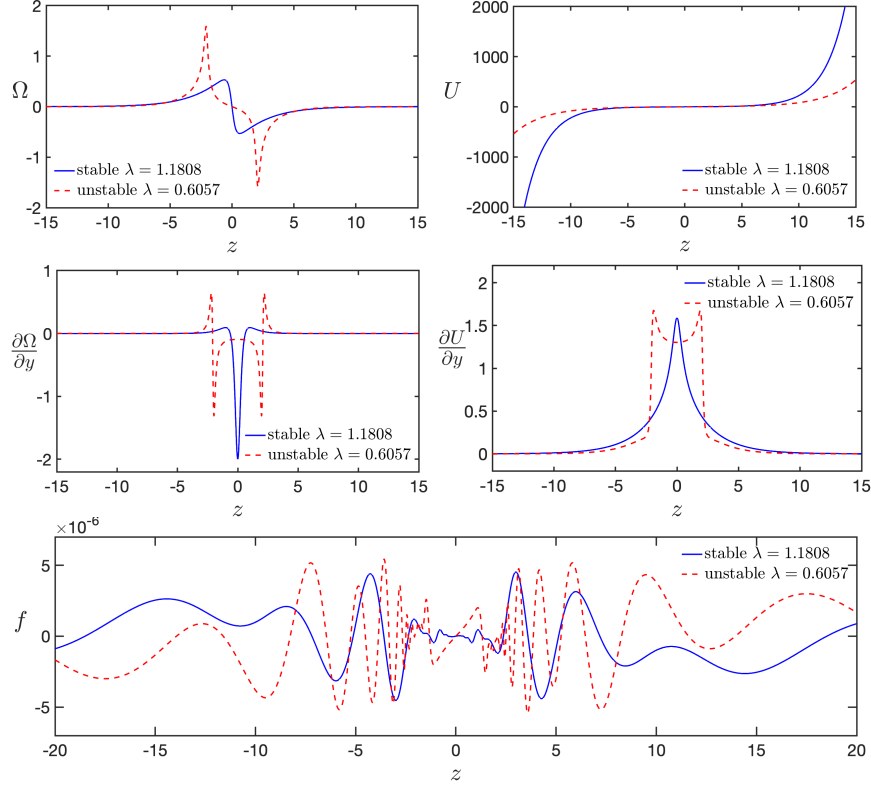 2
1
0
-1
-2
Ω
stable λ = 1.1808
unstable λ = 0.6057
-15 -10 -5 0 5 10 15
z
2000
1000
0
-1000
-2000
U
stable λ = 1.1808
unstable λ = 0.6057
-15 -10 -5 0 5 10 15
z
1
0
-1
-2
∂Ω
∂y
stable λ = 1.1808
unstable λ = 0.6057
-15 -10 -5 0 5 10 15
z
2
1.5
1
0.5
0
∂U
∂y
stable λ = 1.1808
unstable λ = 0.6057
-15 -10 -5 0 5 10 15
z
×10⁻⁶
5
0
-5
f
stable λ = 1.1808
unstable λ = 0.6057
-20 -15 -10 -5 0 5 10 15 20
z